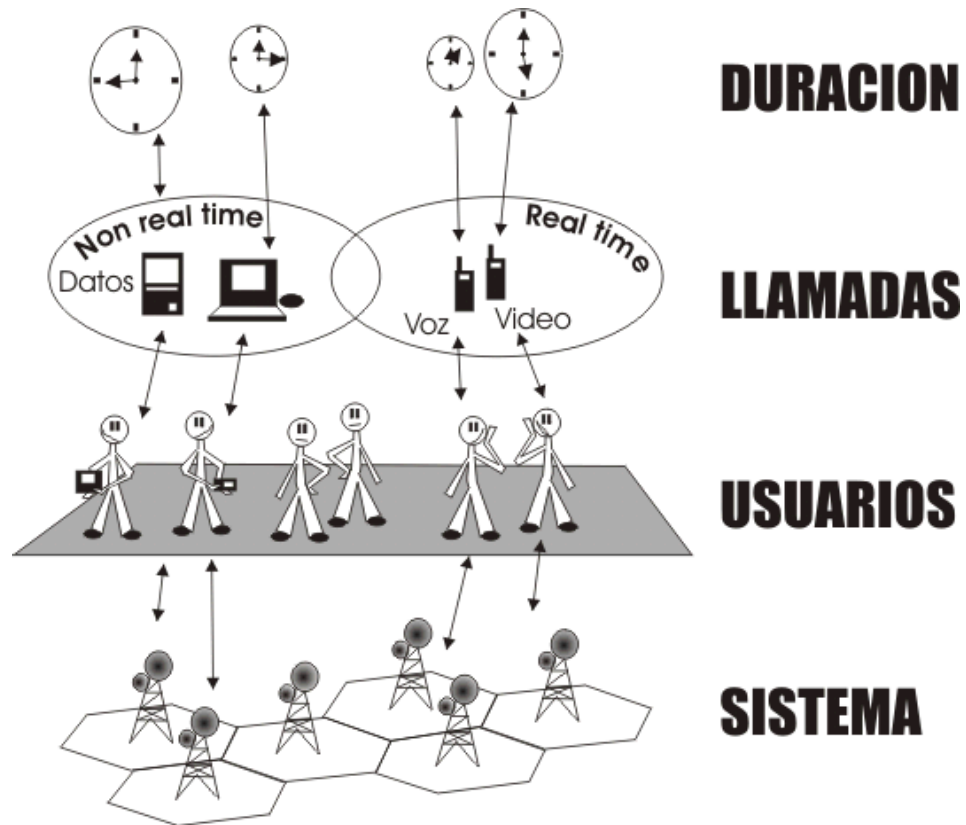 DURACION
Non real time
Real time
Datos
Voz
Video
LLAMADAS
USUARIOS
SISTEMA